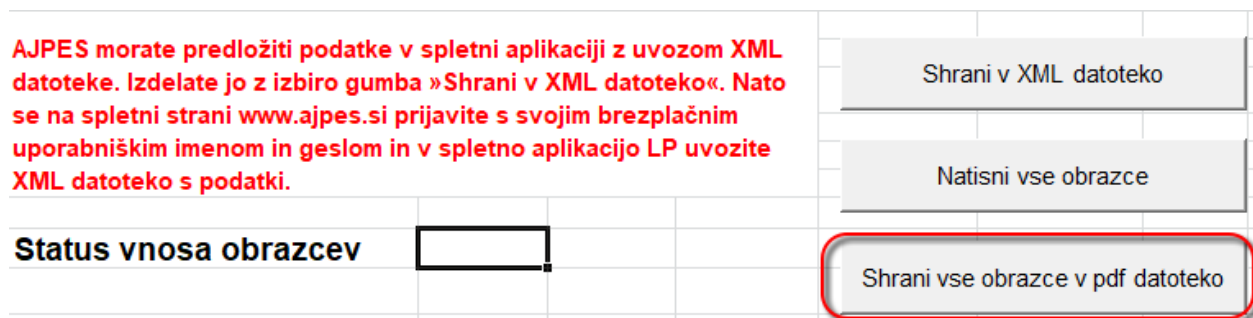 AJPES morate predložiti podatke v spletni aplikaciji z uvozom XML
datoteke. Izdelate jo z izbiro gumba »Shrani v XML datoteko«. Nato
se na spletni strani www.ajpes.si prijavite s svojim brezplačnim
uporabniškim imenom in geslom in v spletno aplikacijo LP uvozite
XML datoteko s podatki.
Shrani v XML datoteko
Natisni vse obrazce
Status vnosa obrazcev
Shrani vse obrazce v pdf datoteko